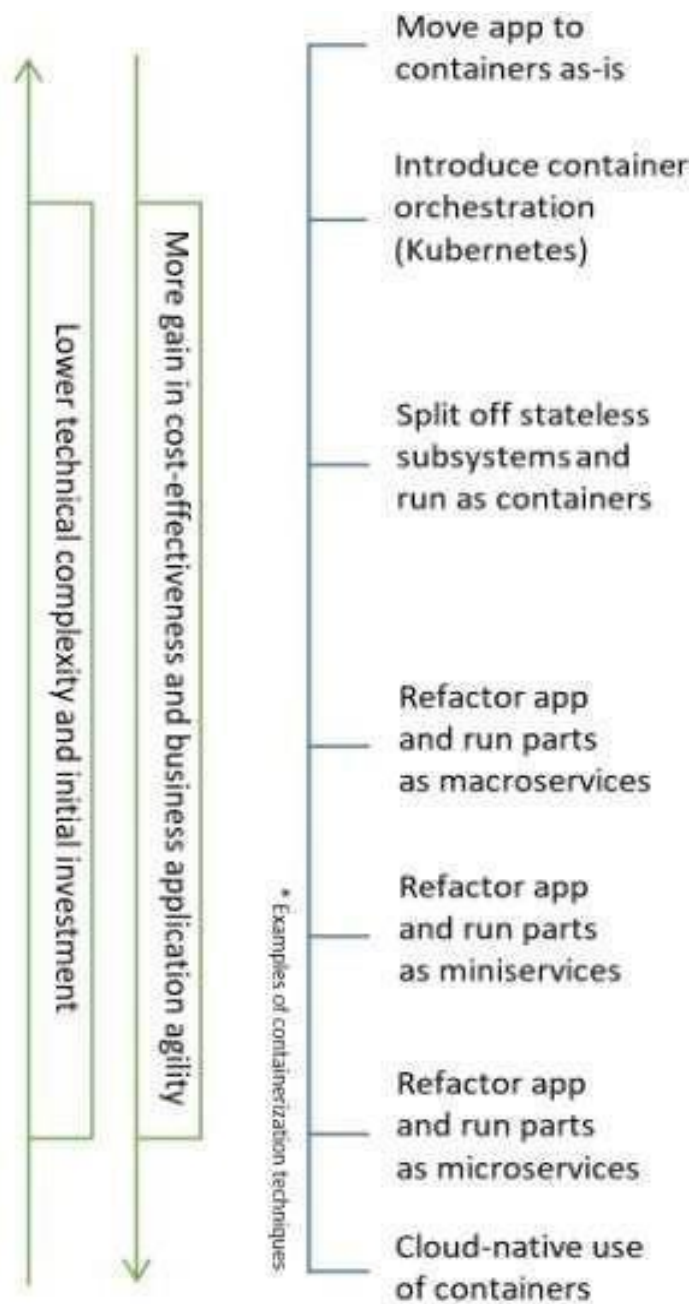 Move app to
containers as-is
Introduce container
orchestration
(Kubernetes)
Split off stateless
subsystems and
run as containers
Refactor app
and run parts
as macroservices
Refactor app
and run parts
as miniservices
Refactor app
and run parts
as microservices
Cloud-native use
of containers
* Examples of containerization techniques.
More gain in cost-effectiveness and business application agility
Lower technical complexity and initial investment